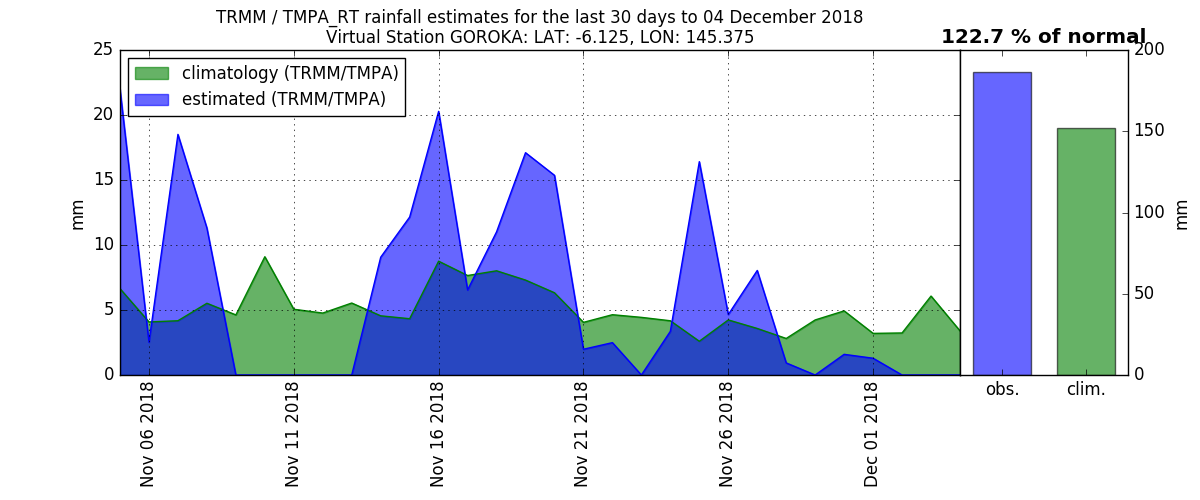 TRMM / TMPA_RT rainfall estimates for the last 30 days to 04 December 2018
Virtual Station GOROKA: LAT: -6.125, LON: 145.375
122.7 % of normal
climatology (TRMM/TMPA)
estimated (TRMM/TMPA)
25
20
15
10
5
0
mm
200
150
100
50
0
mm
Nov 06 2018
Nov 11 2018
Nov 16 2018
Nov 21 2018
Nov 26 2018
Dec 01 2018
obs.
clim.